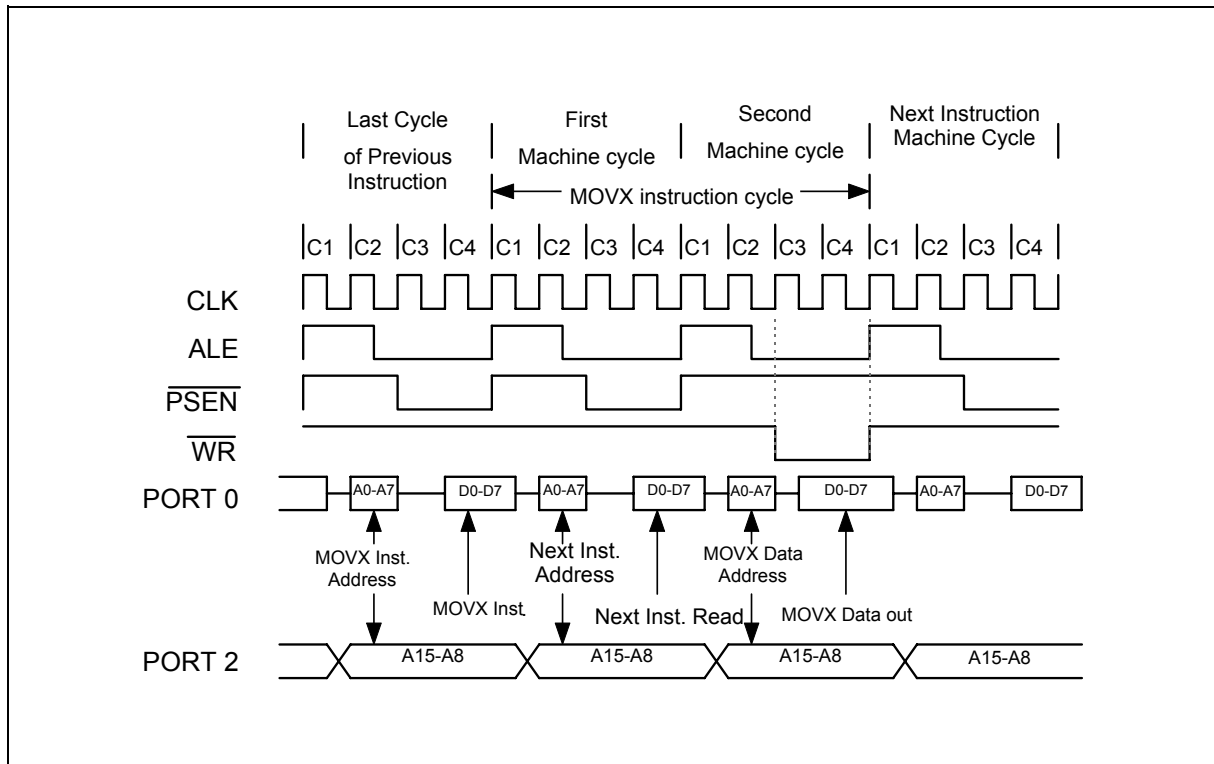 Last Cycle
of Previous
Instruction
First
Machine cycle
Second
Machine cycle
Next Instruction
Machine Cycle
MOVX instruction cycle
C1 C2 C3 C4 C1 C2 C3 C4 C1 C2 C3 C4 C1 C2 C3 C4
CLK
ALE
PSEN
WR
PORT 0
A0-A7 D0-D7 A0-A7 D0-D7 A0-A7 D0-D7 A0-A7 D0-D7
MOVX Inst.
Address
MOVX Inst.
Next Inst.
Address
Next Inst. Read
MOVX Data
Address
MOVX Data out
PORT 2
A15-A8 A15-A8 A15-A8 A15-A8